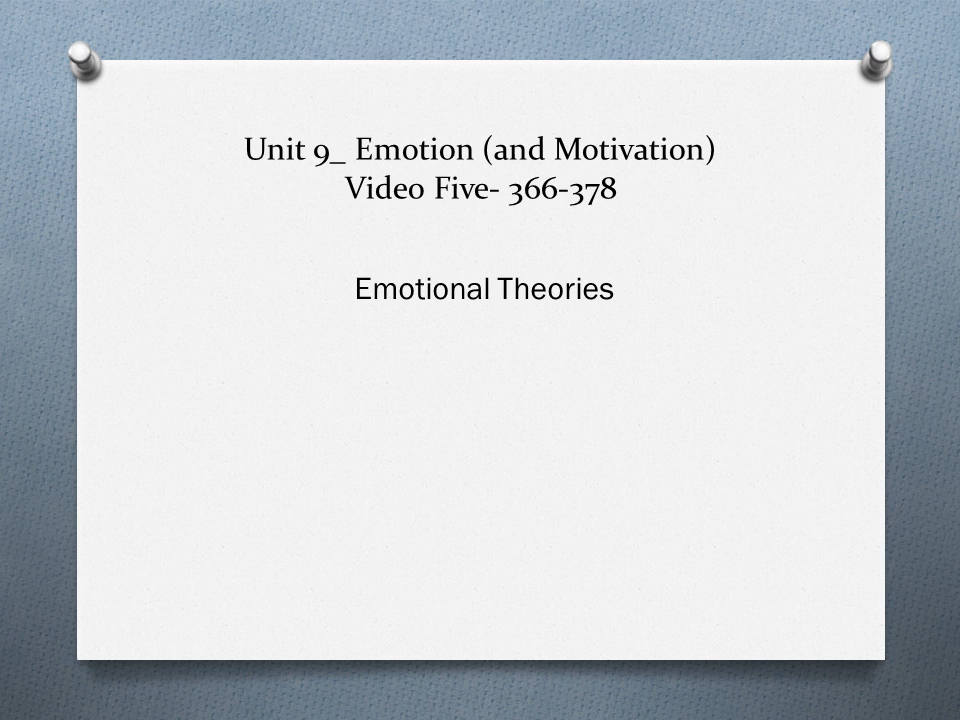 Unit 9_ Emotion (and Motivation)
Video Five- 366-378
Emotional Theories